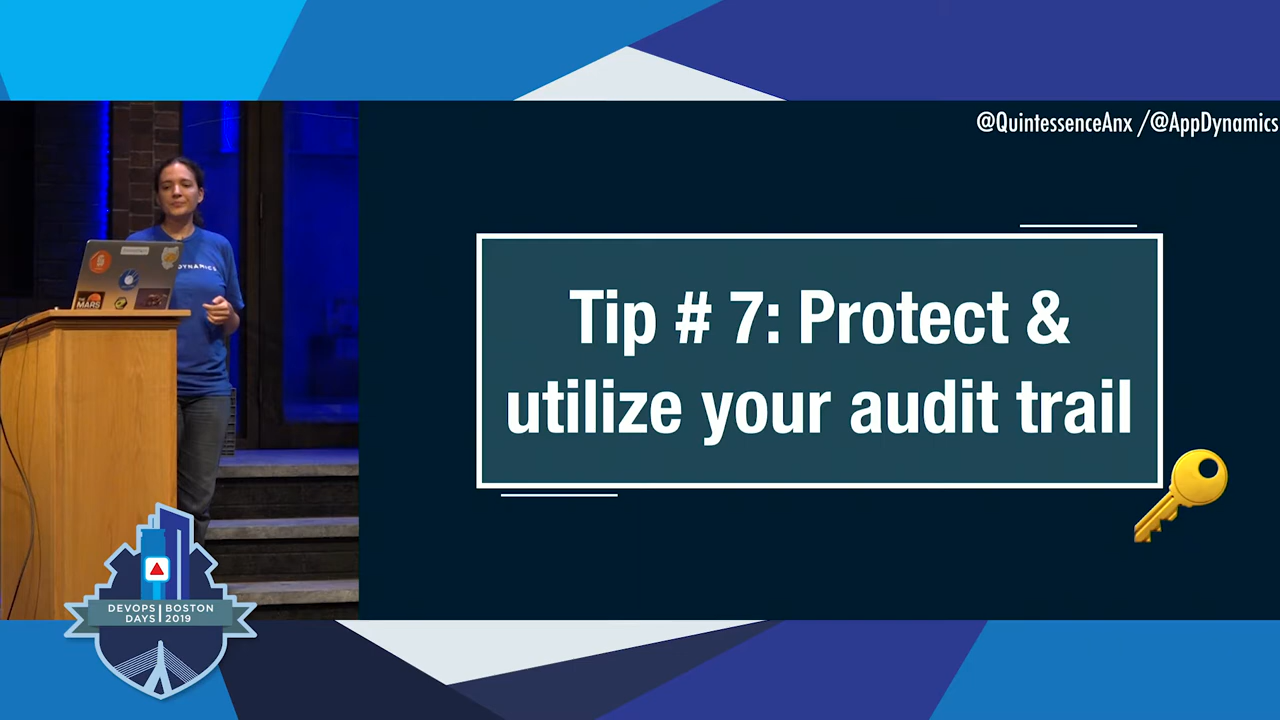 @QuintessenceAnx /@AppDynamics
Tip # 7: Protect &
utilize your audit trail
DYNAMICS
MARS
DEVOPS BOSTON
DAYS 2019